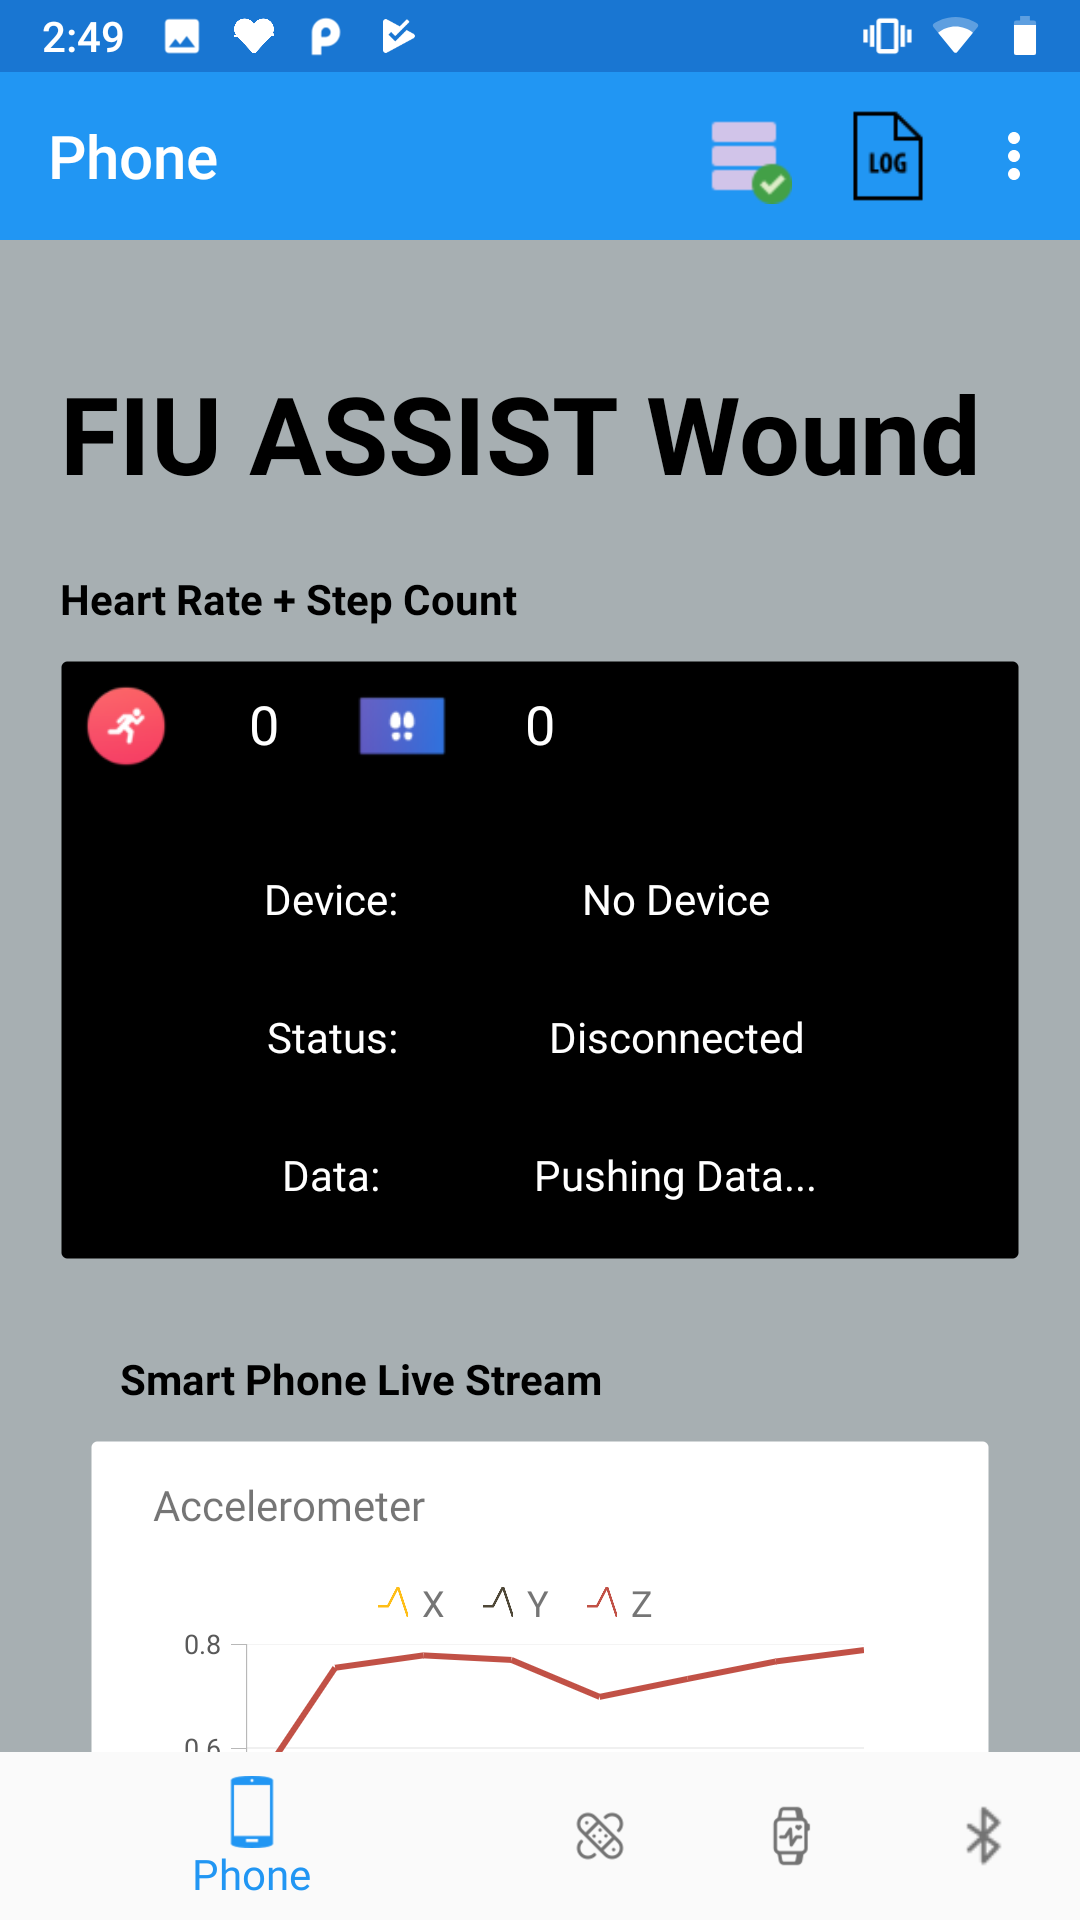 2:49
Phone
LOG
FIU ASSIST Wound
Heart Rate + Step Count
0 0
Device: No Device
Status: Disconnected
Data: Pushing Data...
Smart Phone Live Stream
Accelerometer
X Y Z
0.8
0.6
Phone